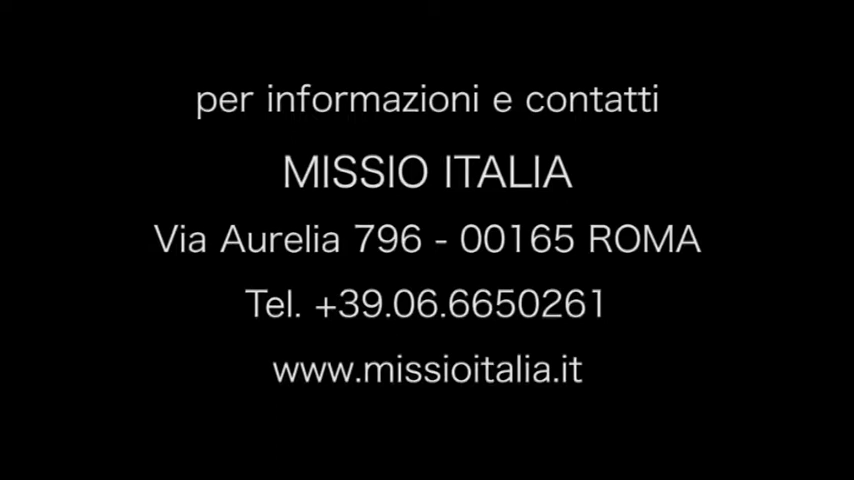 per informazioni e contatti
MISSIO ITALIA
Via Aurelia 796 - 00165 ROMA
Tel. +39.06.6650261
www.missioitalia.it